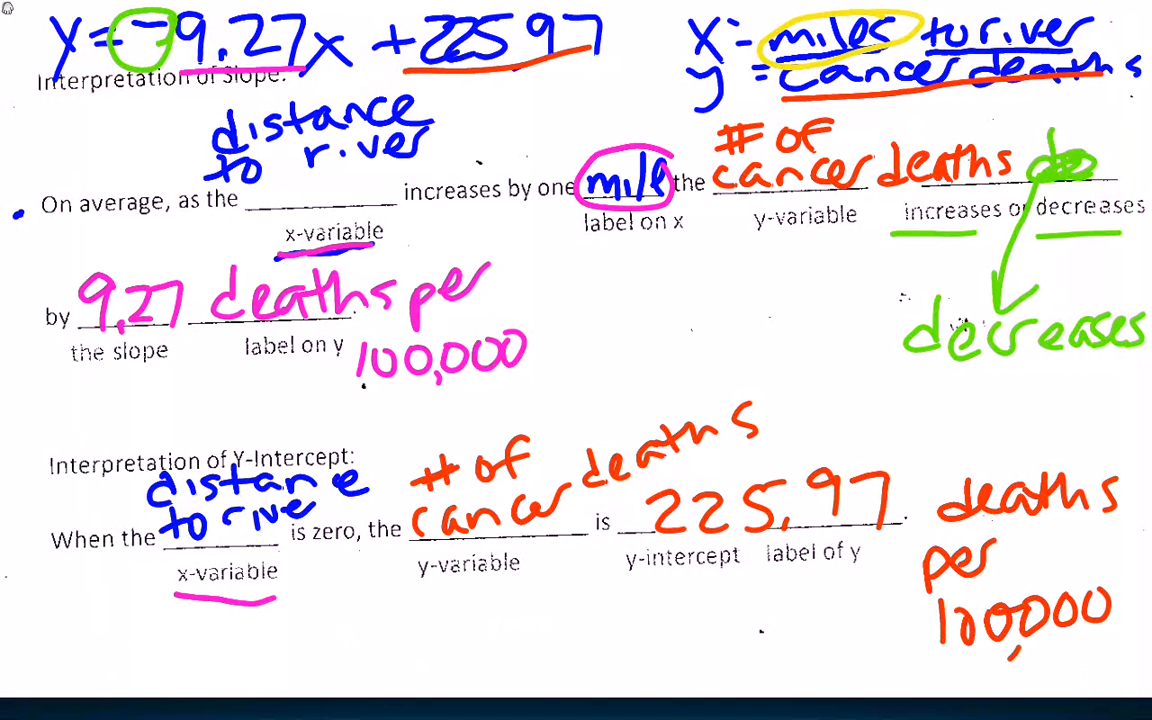 y = -9.27x + 225.97
x = miles to river
y = cancer deaths
Interpretation of Slope:
distance
to river
# of
cancer deaths
On average, as the ____ increases by one mile the
x-variable
label on x
y-variable
increases or decreases
decreases
by 9.27 deaths per
100,000
the slope
label on y
Interpretation of Y-Intercept:
distance
to river
# of
cancer deaths
When the ____ is zero, the ____ is 225.97.
deaths
per
100,000
x-variable
y-variable
y-intercept
label of y